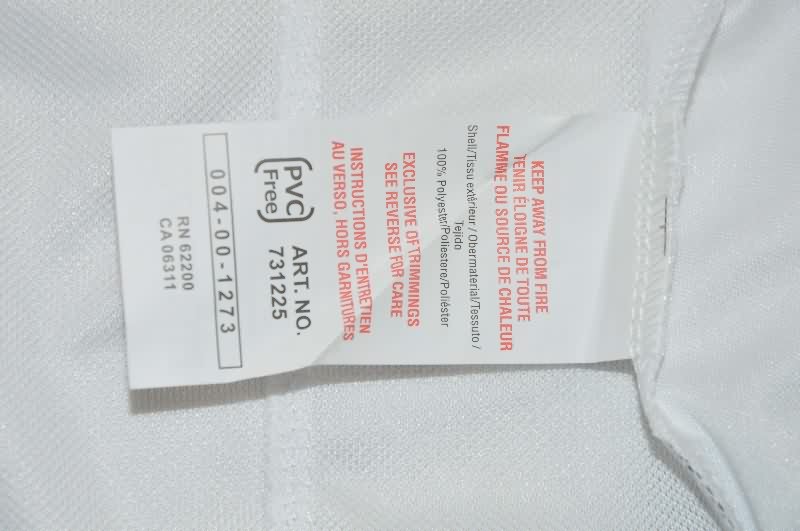 KEEP AWAY FROM FIRE
TENIR ÉLOIGNE DE TOUTE
FLAMME OU SOURCE DE CHALEUR
Shell/Tissu extérieur / Obermaterial/Tessuto /
Tejido
100% Polyester/Poliestere/Poliéster
EXCLUSIVE OF TRIMMINGS
SEE REVERSE FOR CARE
INSTRUCTIONS D'ENTRETIEN
AU VERSO, HORS GARNITURES
PVC
Free
ART. NO.
731225
004-00-1273
RN 62200
CA 06311